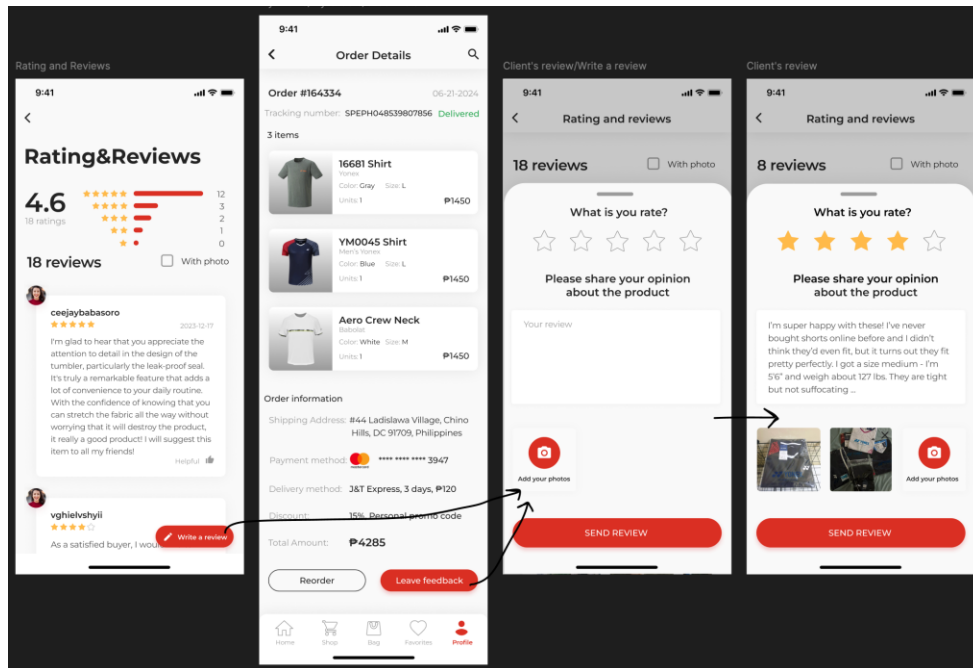 Rating and Reviews
9:41
Rating&Reviews
4.6
18 ratings
12
3
2
1
0
18 reviews
With photo
ceejaybabasoro
2023-12-17
I'm glad to hear that you appreciate the
attention to detail in the design of the
tumbler, particularly the leak-proof seal.
It's truly a remarkable feature that adds a
lot of convenience to your daily routine.
With the confidence of knowing that you
can stretch the fabric all the way without
worrying that it will destroy the product,
it really a good product! I will suggest this
item to all my friends!
Helpful
vghielvshyii
As a satisfied buyer, I
Write a review
9:41
Order Details
Order #164334 06-21-2024
Tracking number: SPEPH048539807856 Delivered
3 items
16681 Shirt
Yonex
Color: Gray Size: L
Units: 1 ₱1450
YM0045 Shirt
Men's Yonex
Color: Blue Size: L
Units: 1 ₱1450
Aero Crew Neck
Babolat
Color: White Size: M
Units: 1 ₱1450
Order information
Shipping Address: #44 Ladislawa Village, Chino
Hills, DC 91709, Philippines
Payment method: **** **** **** 3947
Delivery method: J&T Express, 3 days, ₱120
Discount: 15%, Personal promo code
Total Amount: ₱4285
Reorder
Leave feedback
Home
Shop
Bag
Favorites
Profile
Client's review/Write a review
9:41
Rating and reviews
18 reviews
With photo
What is you rate?
Please share your opinion
about the product
Your review
Add your photos
SEND REVIEW
Client's review
9:41
Rating and reviews
8 reviews
With photo
What is you rate?
Please share your opinion
about the product
I'm super happy with these! I've never
bought shorts online before and I didn't
think they'd even fit, but it turns out they fit
pretty perfectly. I got a size medium - I'm
5'6" and weigh about 127 lbs. They are tight
but not suffocating ...
Add your photos
SEND REVIEW